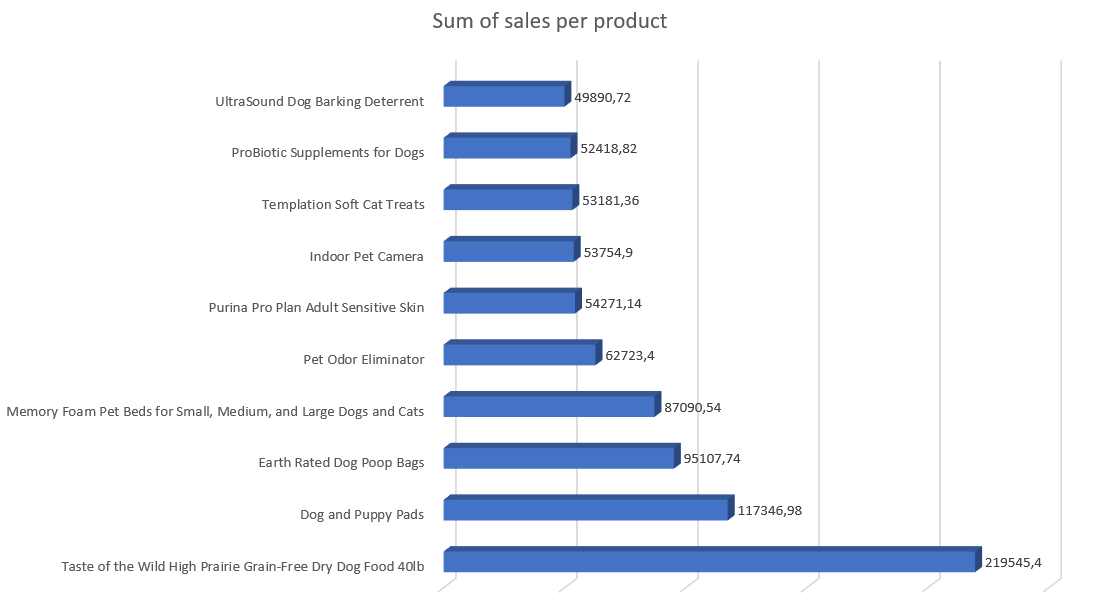 Sum of sales per product
UltraSound Dog Barking Deterrent 49890,72
ProBiotic Supplements for Dogs 52418,82
Templation Soft Cat Treats 53181,36
Indoor Pet Camera 53754,9
Purina Pro Plan Adult Sensitive Skin 54271,14
Pet Odor Eliminator 62723,4
Memory Foam Pet Beds for Small, Medium, and Large Dogs and Cats 87090,54
Earth Rated Dog Poop Bags 95107,74
Dog and Puppy Pads 117346,98
Taste of the Wild High Prairie Grain-Free Dry Dog Food 40lb 219545,4